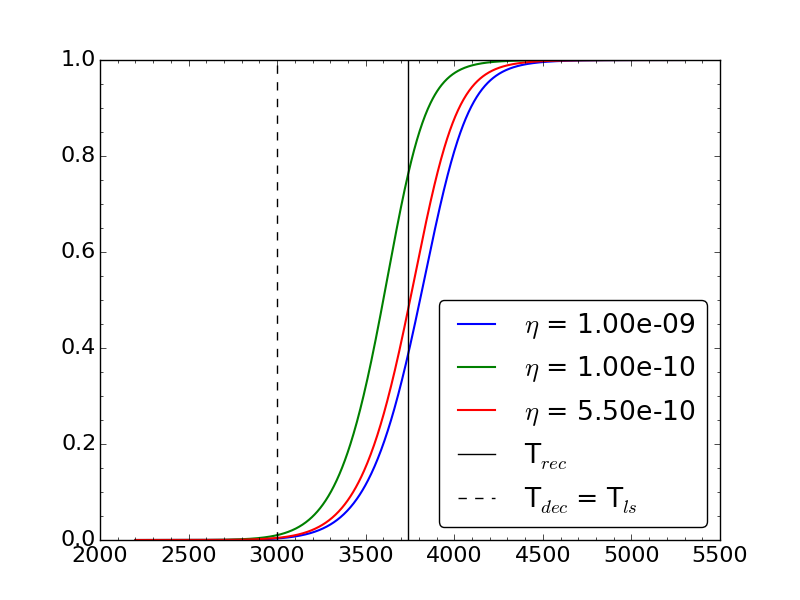 1.0
0.8
0.6
0.4
0.2
0.0
2000 2500 3000 3500 4000 4500 5000 5500
η = 1.00e-09
η = 1.00e-10
η = 5.50e-10
T_rec
T_dec = T_ls